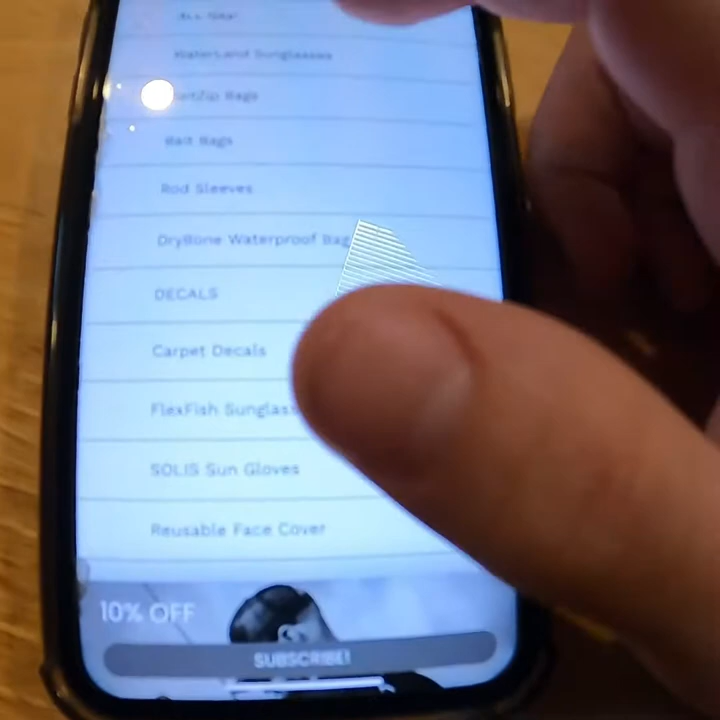 WaterLand Sunglasses
Bags
Bait Bags
Rod Sleeves
DryBone Waterproof Bag
DECALS
Carpet Decals
FlexFish Sunglass
SOLIS Sun Gloves
Reusable Face Cover
10% OFF
SUBSCRIBE!